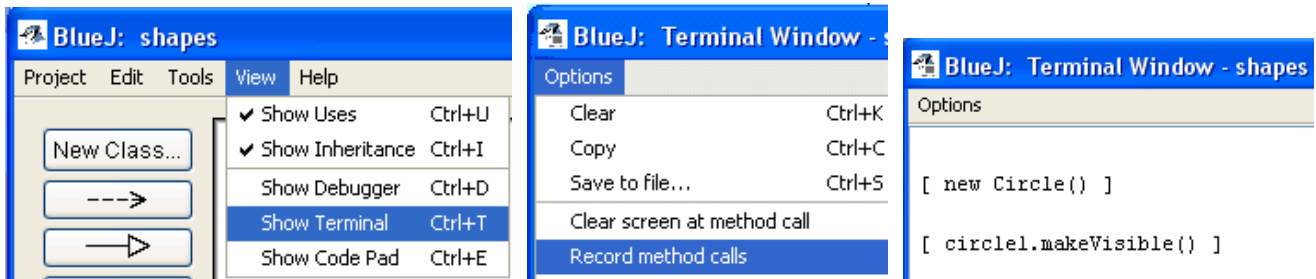 BlueJ: shapes
Project Edit Tools View Help
New Class...
✔ Show Uses Ctrl+U
✔ Show Inheritance Ctrl+I
Show Debugger Ctrl+D
Show Terminal Ctrl+T
Show Code Pad Ctrl+E
BlueJ: Terminal Window -
Options
Clear Ctrl+K
Copy Ctrl+C
Save to file... Ctrl+S
Clear screen at method call
Record method calls
BlueJ: Terminal Window - shapes
Options
[ new Circle() ]
[ circle1.makeVisible() ]